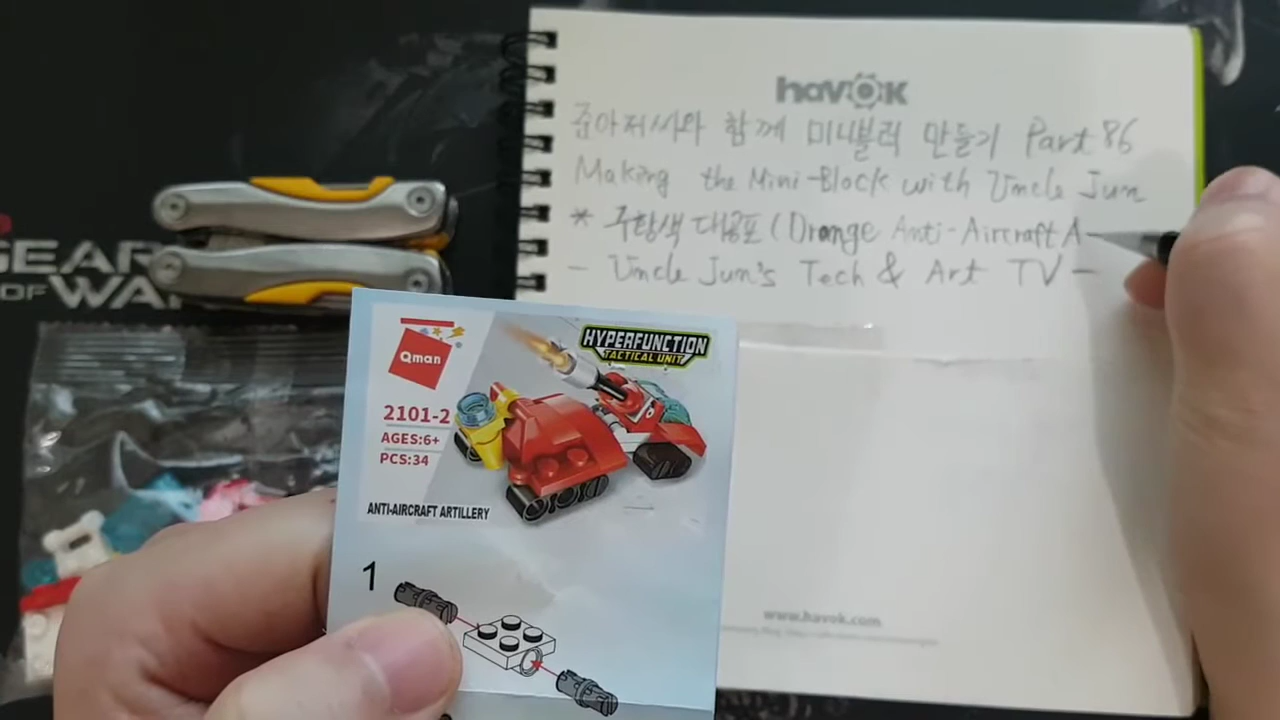 havok
준아저씨와 함께 미니블럭 만들기 Part 86
Making the Mini-Block with Uncle Jun
* 주황색 대공포 (Orange Anti-Aircraft A
- Uncle Jun's Tech & Art TV -
GEAR
OF WA
Qman
HYPERFUNCTION
TACTICAL UNIT
2101-2
AGES:6+
PCS:34
ANTI-AIRCRAFT ARTILLERY
1
www.havok.com